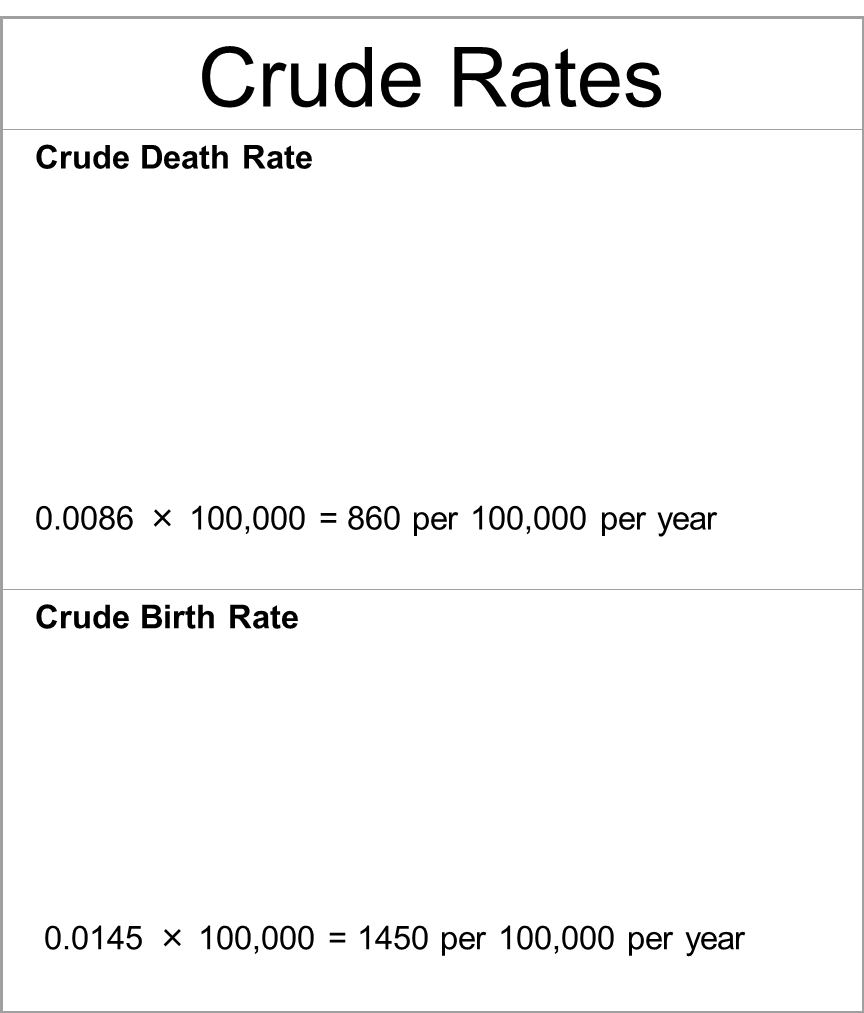 Crude Rates
Crude Death Rate
0.0086 × 100,000 = 860 per 100,000 per year
Crude Birth Rate
0.0145 × 100,000 = 1450 per 100,000 per year